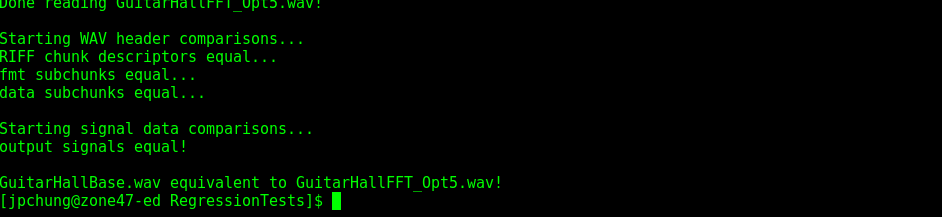 Done reading GuitarHallFFT_Opt5.wav!
Starting WAV header comparisons...
RIFF chunk descriptors equal...
fmt subchunks equal...
data subchunks equal...
Starting signal data comparisons...
output signals equal!
GuitarHallBase.wav equivalent to GuitarHallFFT_Opt5.wav!
[jpchung@zone47-ed RegressionTests]$